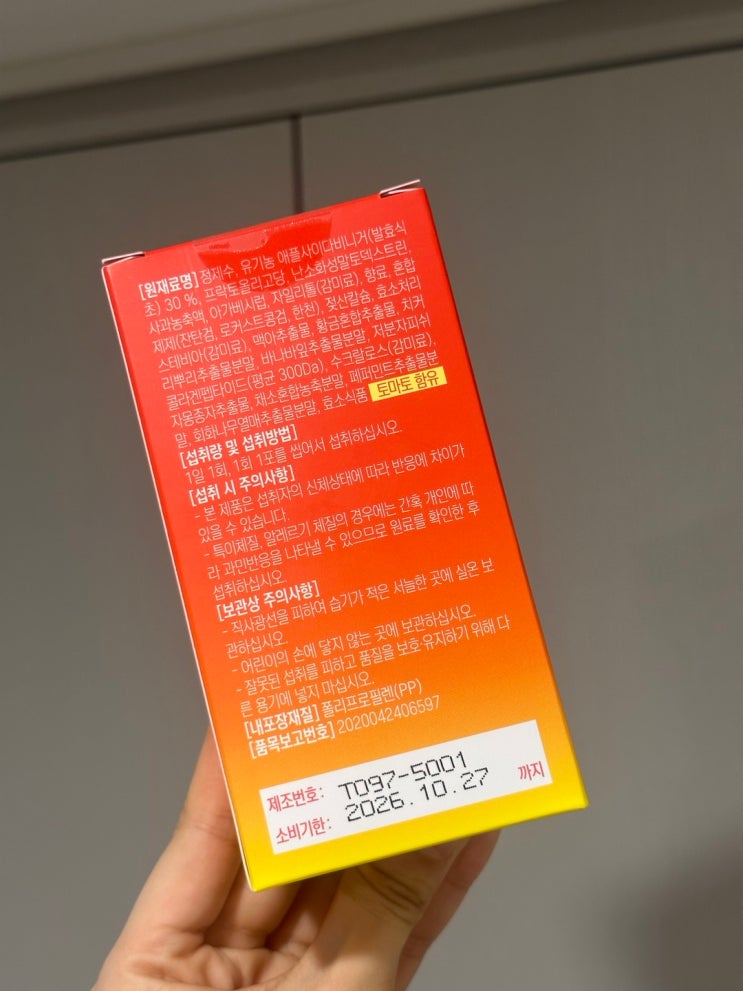 [원재료명] 정제수, 유기농 애플사이다비니거(발효식
초) 30 %, 프락토올리고당, 난소화성말토덱스트린,
사과농축액, 아가베시럽, 자일리톨(감미료), 향료, 혼합
제제(잔탄검, 로커스트콩검, 한천), 젖산칼슘, 효소처리
스테비아(감미료), 맥아추출물, 황금혼합추출물, 치커
리뿌리추출물분말, 바나바잎추출물분말, 저분자피쉬
콜라겐펩타이드(평균 300Da), 수크랄로스(감미료),
자몽종자추출물, 채소혼합농축분말, 페퍼민트추출물분
말, 회화나무열매추출물분말, 효소식품 토마토 함유
[섭취량 및 섭취방법]
1일 1회, 1회 1포를 씹어서 섭취하십시오.
[섭취 시 주의사항]
- 본 제품은 섭취자의 신체상태에 따라 반응에 차이가
있을 수 있습니다.
- 특이체질, 알레르기 체질의 경우에는 간혹 개인에 따
라 과민반응을 나타낼 수 있으므로 원료를 확인한 후
섭취하십시오.
[보관상 주의사항]
- 직사광선을 피하여 습기가 적은 서늘한 곳에 실온 보
관하십시오.
- 어린이의 손에 닿지 않는 곳에 보관하십시오.
- 잘못된 섭취를 피하고 품질을 보호·유지하기 위해 다
른 용기에 넣지 마십시오.
[내포장재질] 폴리프로필렌(PP)
[품목보고번호] 2020042406597
제조번호: T097-5001
소비기한: 2026.10.27 까지